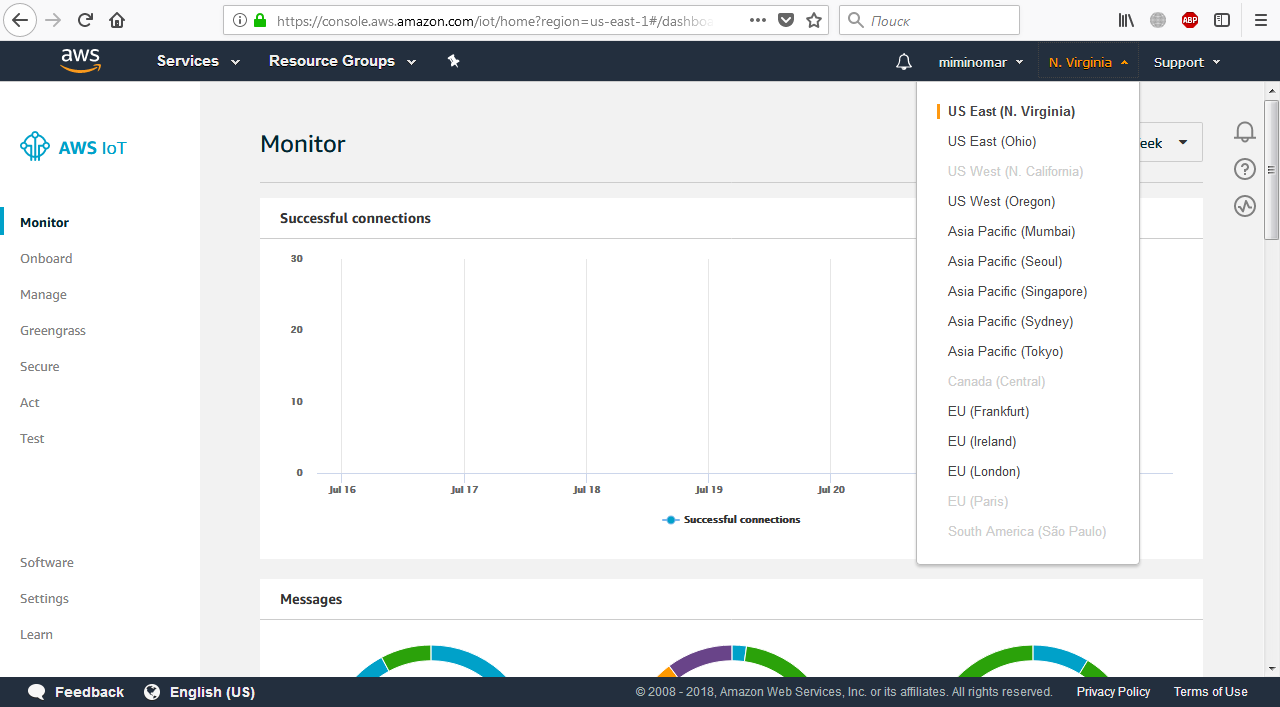 https://console.aws.amazon.com/iot/home?region=us-east-1#/dashbo
Поиск
ABP
aws
Services
Resource Groups
miminomar
N. Virginia
Support
US East (N. Virginia)
US East (Ohio)
US West (N. California)
US West (Oregon)
Asia Pacific (Mumbai)
Asia Pacific (Seoul)
Asia Pacific (Singapore)
Asia Pacific (Sydney)
Asia Pacific (Tokyo)
Canada (Central)
EU (Frankfurt)
EU (Ireland)
EU (London)
EU (Paris)
South America (São Paulo)
AWS IoT
Monitor
Onboard
Manage
Greengrass
Secure
Act
Test
Software
Settings
Learn
Monitor
eek
Successful connections
30
20
10
0
Jul 16
Jul 17
Jul 18
Jul 19
Jul 20
Successful connections
Messages
Feedback
English (US)
© 2008 - 2018, Amazon Web Services, Inc. or its affiliates. All rights reserved.
Privacy Policy
Terms of Use